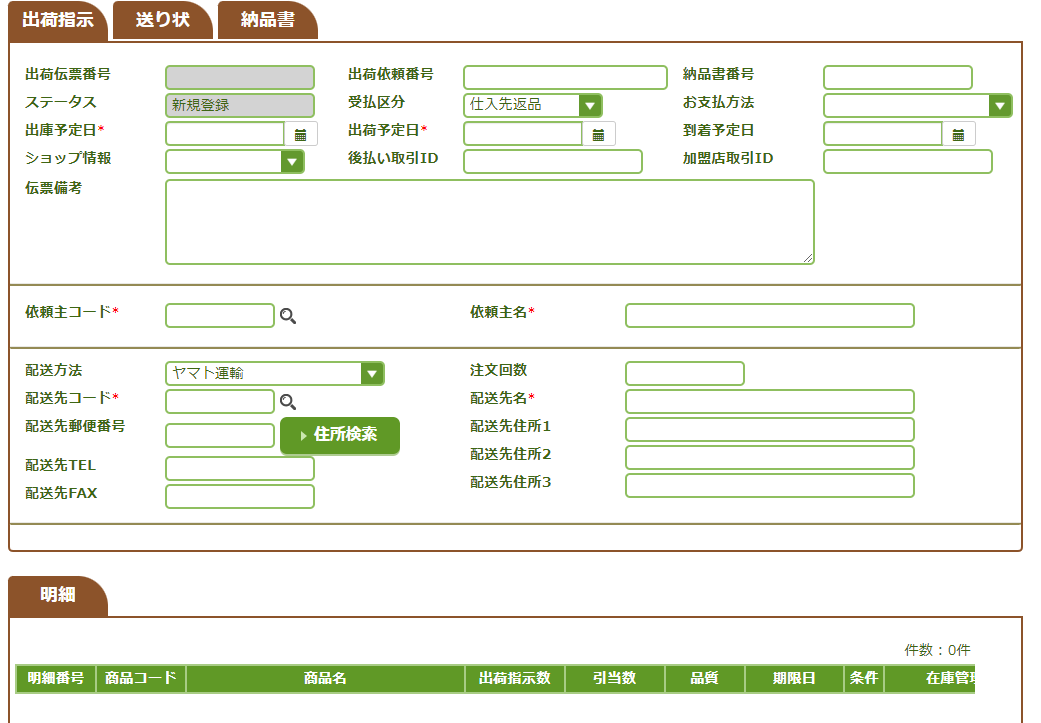 出荷指示 送り状 納品書
出荷伝票番号 出荷依頼番号 納品書番号
ステータス 新規登録 受払区分 仕入先返品 お支払方法
出庫予定日* 出荷予定日* 到着予定日
ショップ情報 後払い取引ID 加盟店取引ID
伝票備考
依頼主コード* 依頼主名*
配送方法 ヤマト運輸 注文回数
配送先コード* 配送先名*
配送先郵便番号 住所検索 配送先住所1
配送先住所2
配送先TEL
配送先住所3
配送先FAX
明細
件数：0件
明細番号 商品コード 商品名 出荷指示数 引当数 品質 期限日 条件 在庫管